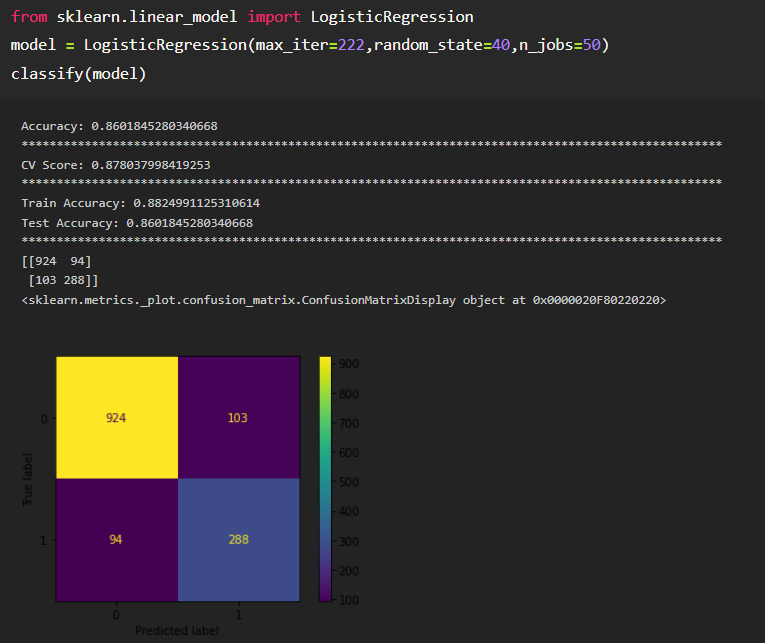 from sklearn.linear_model import LogisticRegression
model = LogisticRegression(max_iter=222,random_state=40,n_jobs=50)
classify(model)
Accuracy: 0.8601845280340668
****************************************************************************************************
CV Score: 0.878037998419253
****************************************************************************************************
Train Accuracy: 0.8824991125310614
Test Accuracy: 0.8601845280340668
****************************************************************************************************
[[924  94]
 [103 288]]
<sklearn.metrics._plot.confusion_matrix.ConfusionMatrixDisplay object at 0x0000020F80220220>
900
800
0 924 103
700
600
True label
500
400
1 94 288
300
200
100
0 1
Predicted label